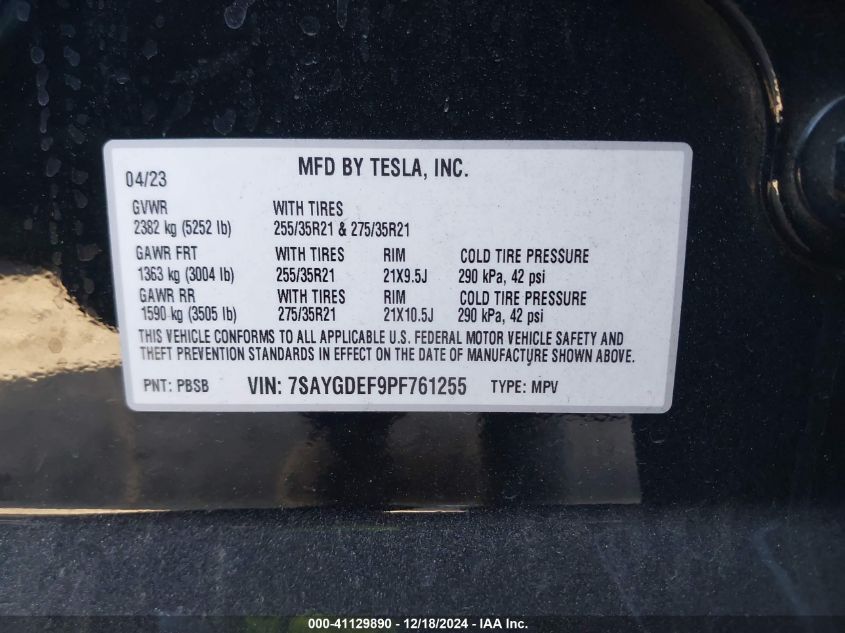 MFD BY TESLA, INC.
04/23
GVWR WITH TIRES
2382 kg (5252 lb) 255/35R21 & 275/35R21
GAWR FRT WITH TIRES RIM COLD TIRE PRESSURE
1363 kg (3004 lb) 255/35R21 21X9.5J 290 kPa, 42 psi
GAWR RR WITH TIRES RIM COLD TIRE PRESSURE
1590 kg (3505 lb) 275/35R21 21X10.5J 290 kPa, 42 psi
THIS VEHICLE CONFORMS TO ALL APPLICABLE U.S. FEDERAL MOTOR VEHICLE SAFETY AND
THEFT PREVENTION STANDARDS IN EFFECT ON THE DATE OF MANUFACTURE SHOWN ABOVE.
PNT: PBSB VIN: 7SAYGDEF9PF761255 TYPE: MPV
000-41129890 - 12/18/2024 - IAA Inc.